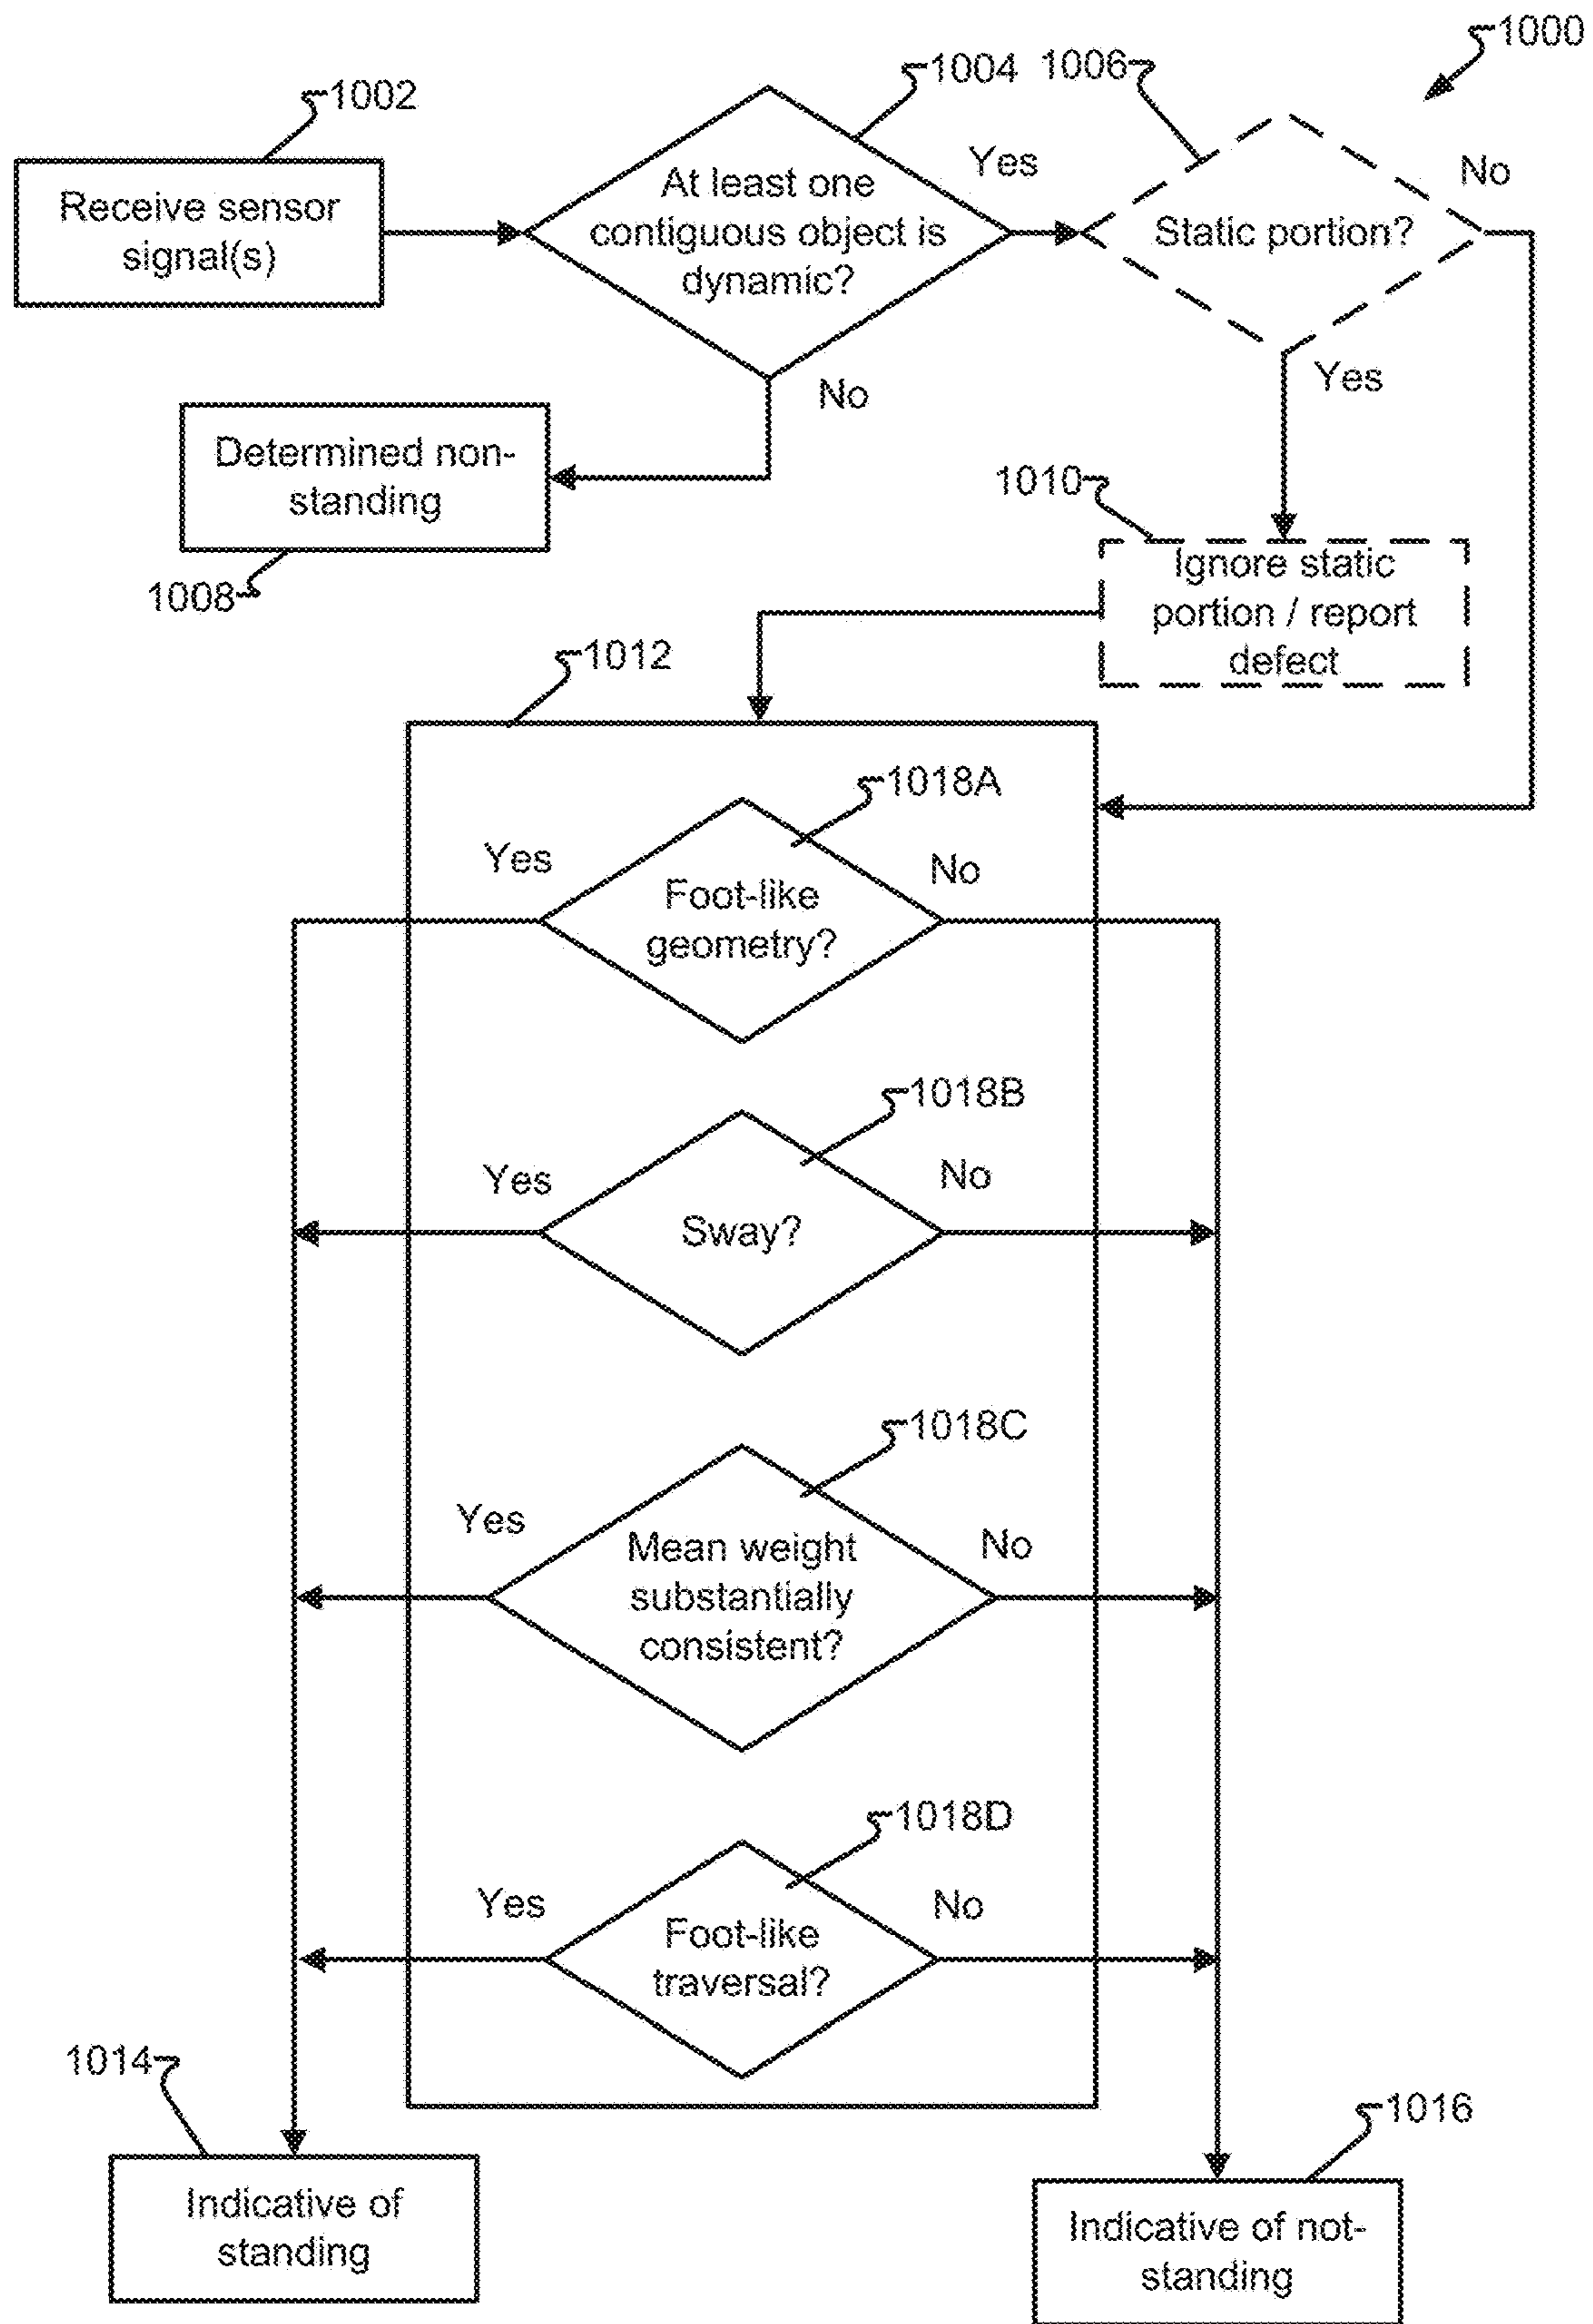 1000
1002
1004
1006
Receive sensor
signal(s)
At least one
contiguous object is
dynamic?
Yes
Static portion?
No
Yes
No
Determined non-
standing
1008
1010
Ignore static
portion / report
defect
1012
1018A
Yes
No
Foot-like
geometry?
1018B
Yes
No
Sway?
1018C
Yes
No
Mean weight
substantially
consistent?
1018D
Yes
No
Foot-like
traversal?
1014
1016
Indicative of
standing
Indicative of not-
standing